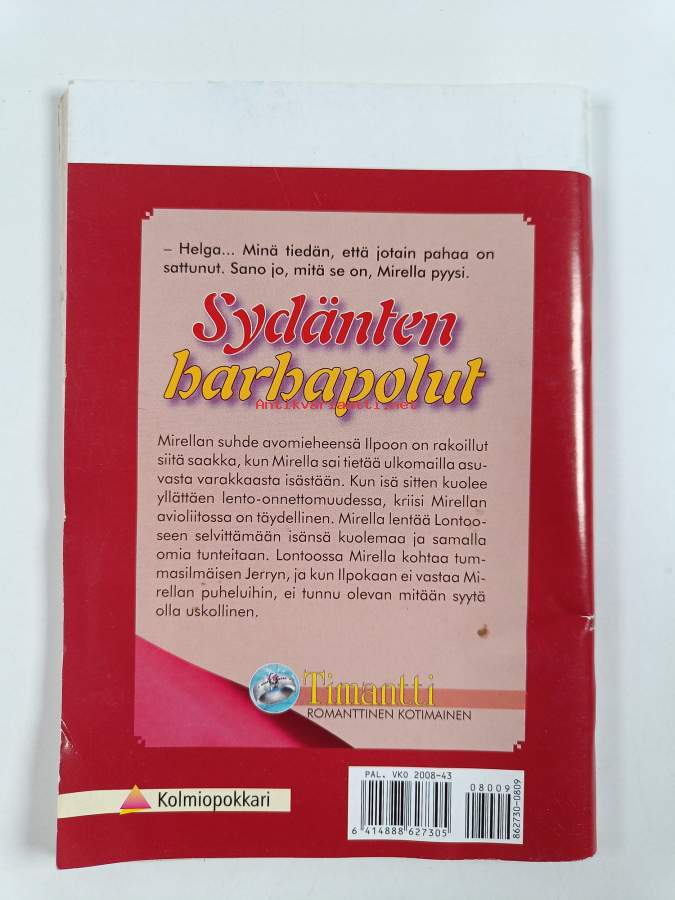 – Helga... Minä tiedän, että jotain pahaa on
sattunut. Sano jo, mitä se on, Mirella pyysi.
Sydänten
harhapolut
Antikvariaatti.net
Mirellan suhde avomieheensä Ilpoon on rakoillut
siitä saakka, kun Mirella sai tietää ulkomailla asu-
vasta varakkaasta isästään. Kun isä sitten kuolee
yllättäen lento-onnettomuudessa, kriisi Mirellan
avioliitossa on täydellinen. Mirella lentää Lontoo-
seen selvittämään isänsä kuolemaa ja samalla
omia tunteitaan. Lontoossa Mirella kohtaa tum-
masilmäisen Jerryn, ja kun Ilpokaan ei vastaa Mi-
rellan puheluihin, ei tunnu olevan mitään syytä
olla uskollinen.
Timantti
ROMANTTINEN KOTIMAINEN
Kolmiopokkari
PAL. VKO 2008-43
08009
6 414888 627305
862730-0809